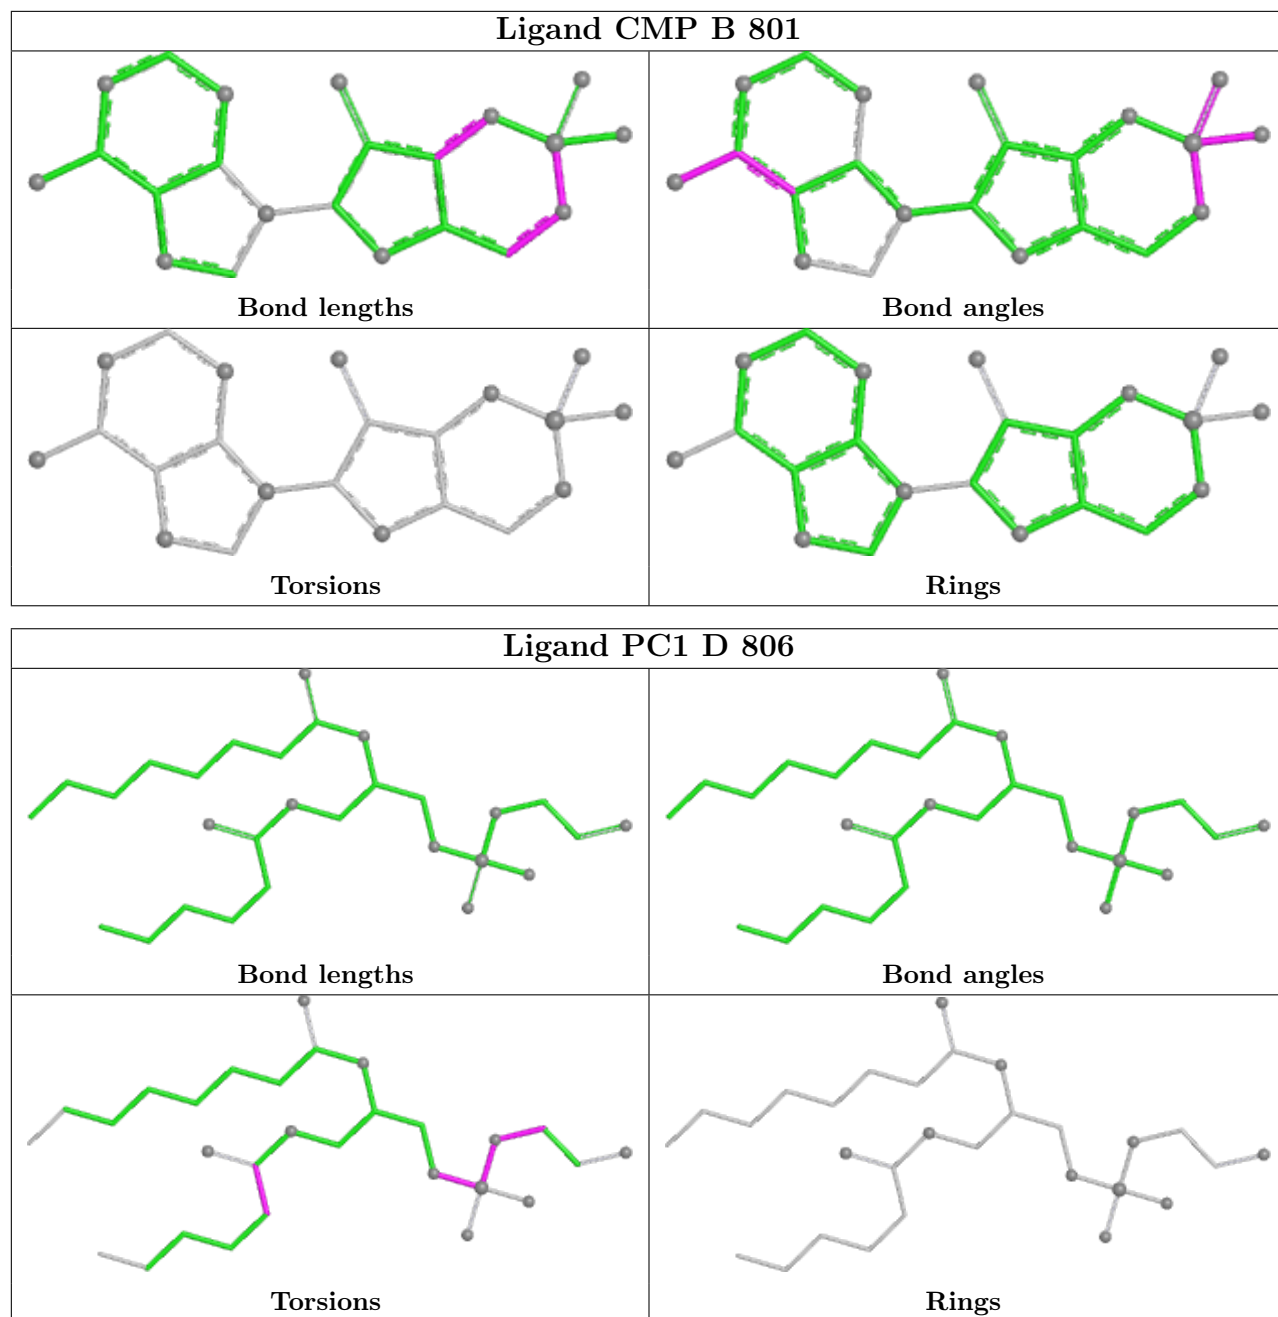 Ligand CMP B 801
Bond lengths
Bond angles
Torsions
Rings
Ligand PC1 D 806
Bond lengths
Bond angles
Torsions
Rings